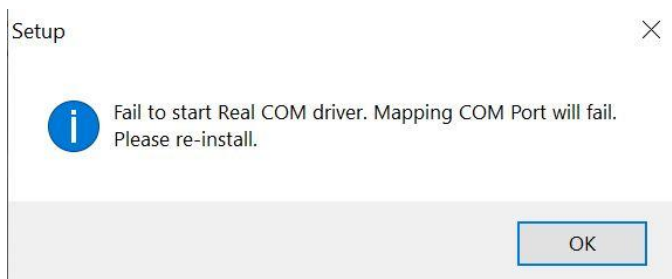 Setup
Fail to start Real COM driver. Mapping COM Port will fail.
Please re-install.
OK